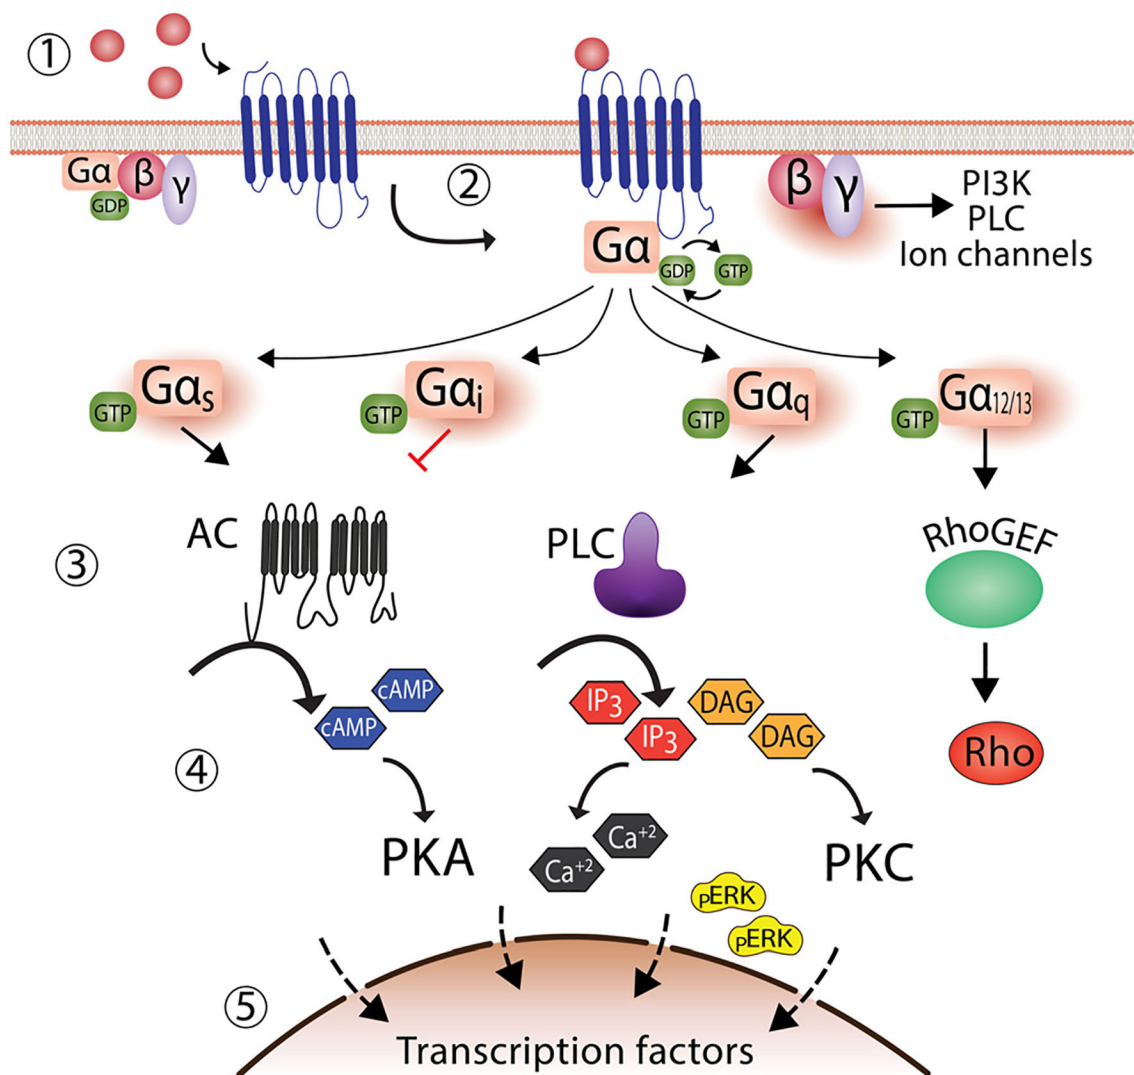 ①
Gα
β
γ
GDP
②
β
γ
PI3K
PLC
Ion channels
Gα
GDP
GTP
GTP
Gαs
GTP
Gαi
GTP
Gαq
GTP
Gα12/13
③
AC
PLC
RhoGEF
cAMP
cAMP
IP3
IP3
DAG
DAG
Rho
④
PKA
Ca+2
Ca+2
PKC
pERK
pERK
⑤
Transcription factors